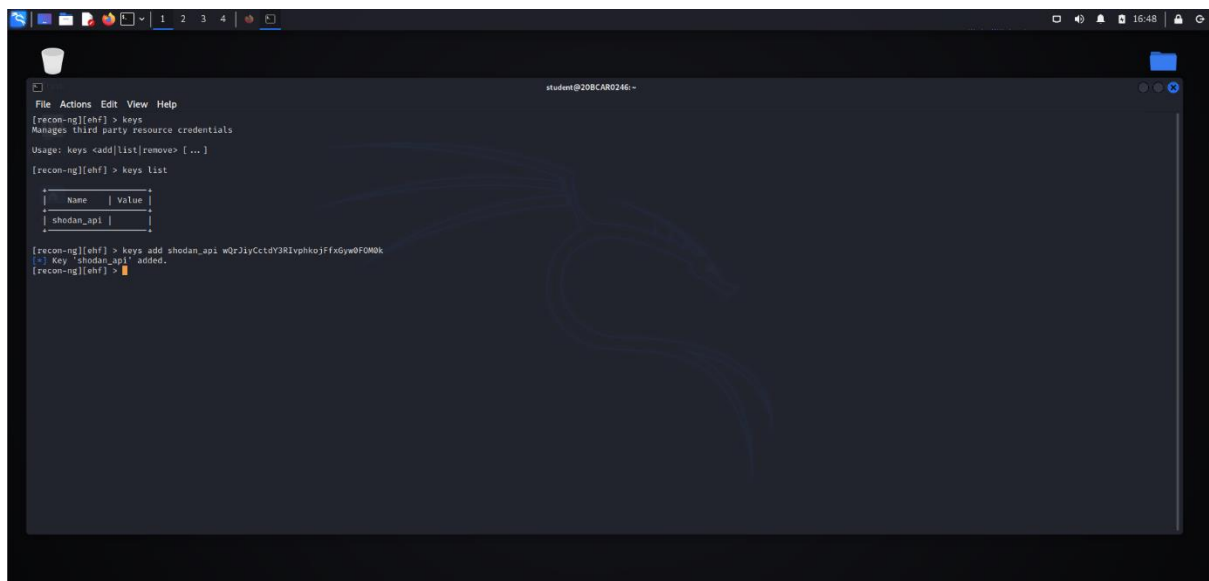 1 2 3 4
16:48
student@20BCAR0246: ~
File Actions Edit View Help
[recon-ng][ehf] > keys
Manages third party resource credentials
Usage: keys <add|list|remove> [ ... ]
[recon-ng][ehf] > keys list
| Name | Value |
| shodan_api | |
[recon-ng][ehf] > keys add shodan_api wQrJiyCctdY3RIvphkojFfxGyw0FOM0k
[*] Key 'shodan_api' added.
[recon-ng][ehf] >